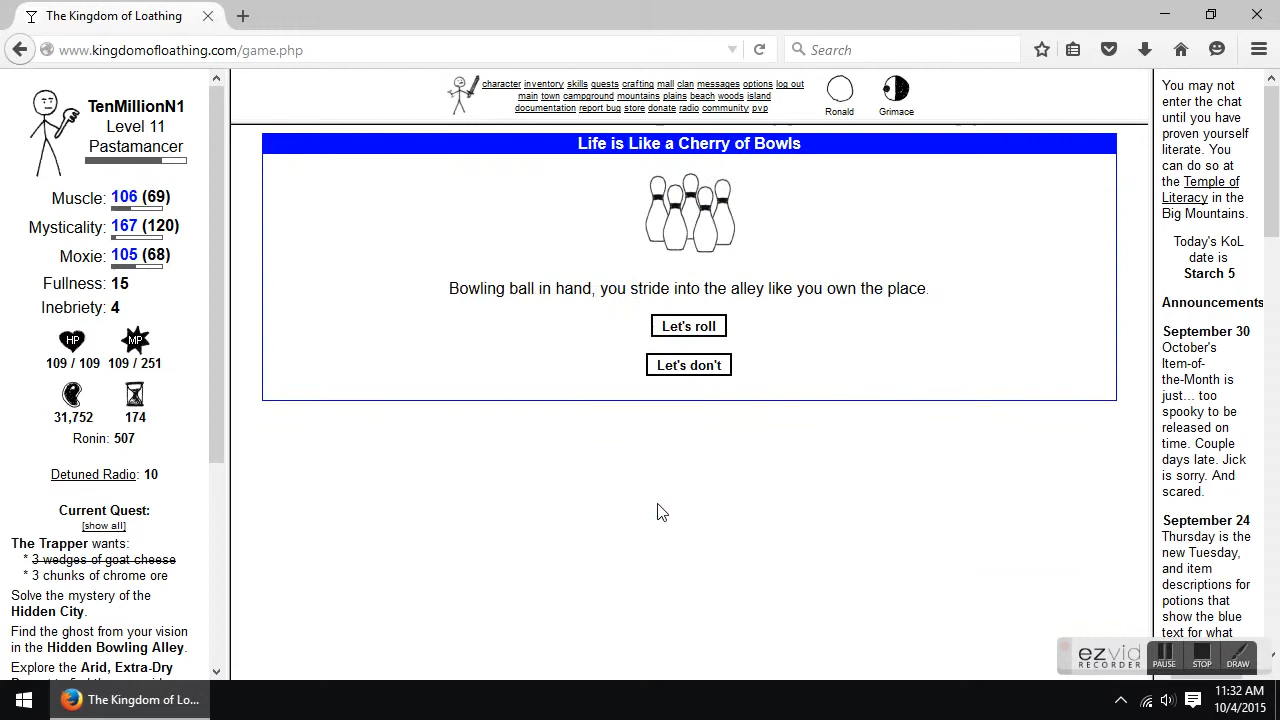 The Kingdom of Loathing
www.kingdomofloathing.com/game.php
Search
TenMillionN1
Level 11
Pastamancer
Muscle: 106 (69)
Mysticality: 167 (120)
Moxie: 105 (68)
Fullness: 15
Inebriety: 4
HP
MP
109 / 109
109 / 251
31,752
174
Ronin: 507
Detuned Radio: 10
Current Quest:
[show all]
The Trapper wants:
* 3 wedges of goat cheese
* 3 chunks of chrome ore
Solve the mystery of the
Hidden City.
Find the ghost from your vision
in the Hidden Bowling Alley.
Explore the Arid, Extra-Dry
character inventory skills quests crafting mall clan messages options log out
main town campground mountains plains beach woods island
documentation report bug store donate radio community pvp
Ronald
Grimace
Life is Like a Cherry of Bowls
Bowling ball in hand, you stride into the alley like you own the place.
Let's roll
Let's don't
You may not
enter the chat
until you have
proven yourself
literate. You
can do so at
the Temple of
Literacy in the
Big Mountains.
Today's KoL
date is
Starch 5
Announcements
September 30
October's
Item-of-
the-Month is
just... too
spooky to be
released on
time. Couple
days late. Jick
is sorry. And
scared.
September 24
Thursday is the
new Tuesday,
and item
descriptions for
potions that
show the blue
text for what
ezvid
RECORDER
PAUSE
STOP
DRAW
The Kingdom of Lo...
11:32 AM
10/4/2015